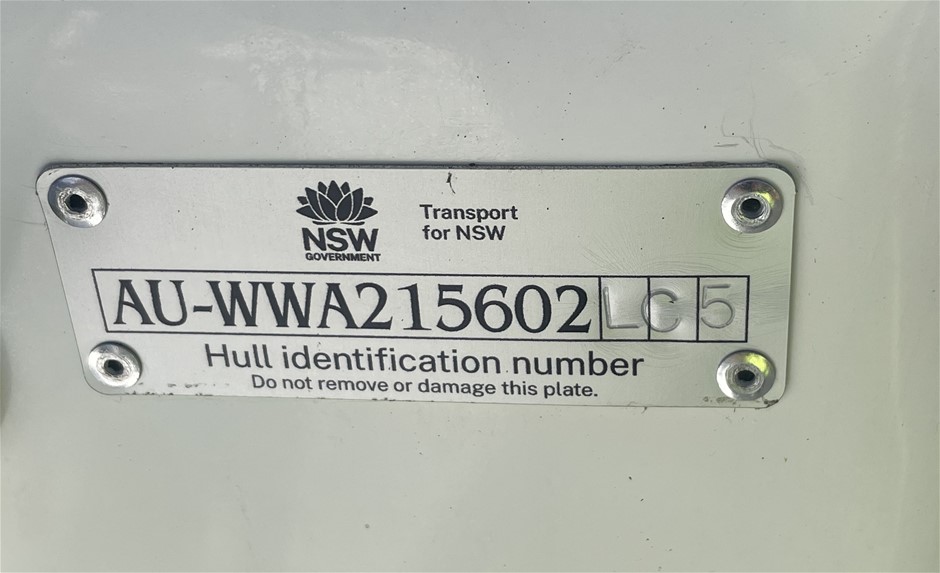 NSW
GOVERNMENT
Transport
for NSW
AU-WWA215602LC5
Hull identification number
Do not remove or damage this plate.